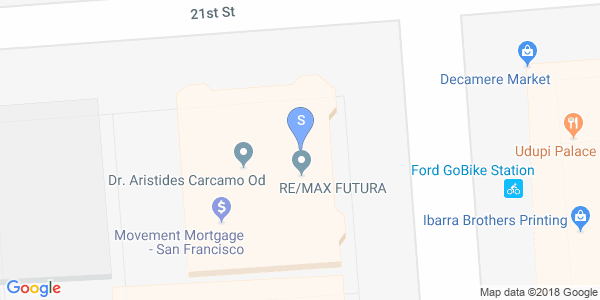 21st St
Decamere Market
S
Udupi Palace
Dr. Aristides Carcamo Od
Ford GoBike Station
RE/MAX FUTURA
$
Ibarra Brothers Printing
Movement Mortgage
- San Francisco
Google
Map data ©2018 Google